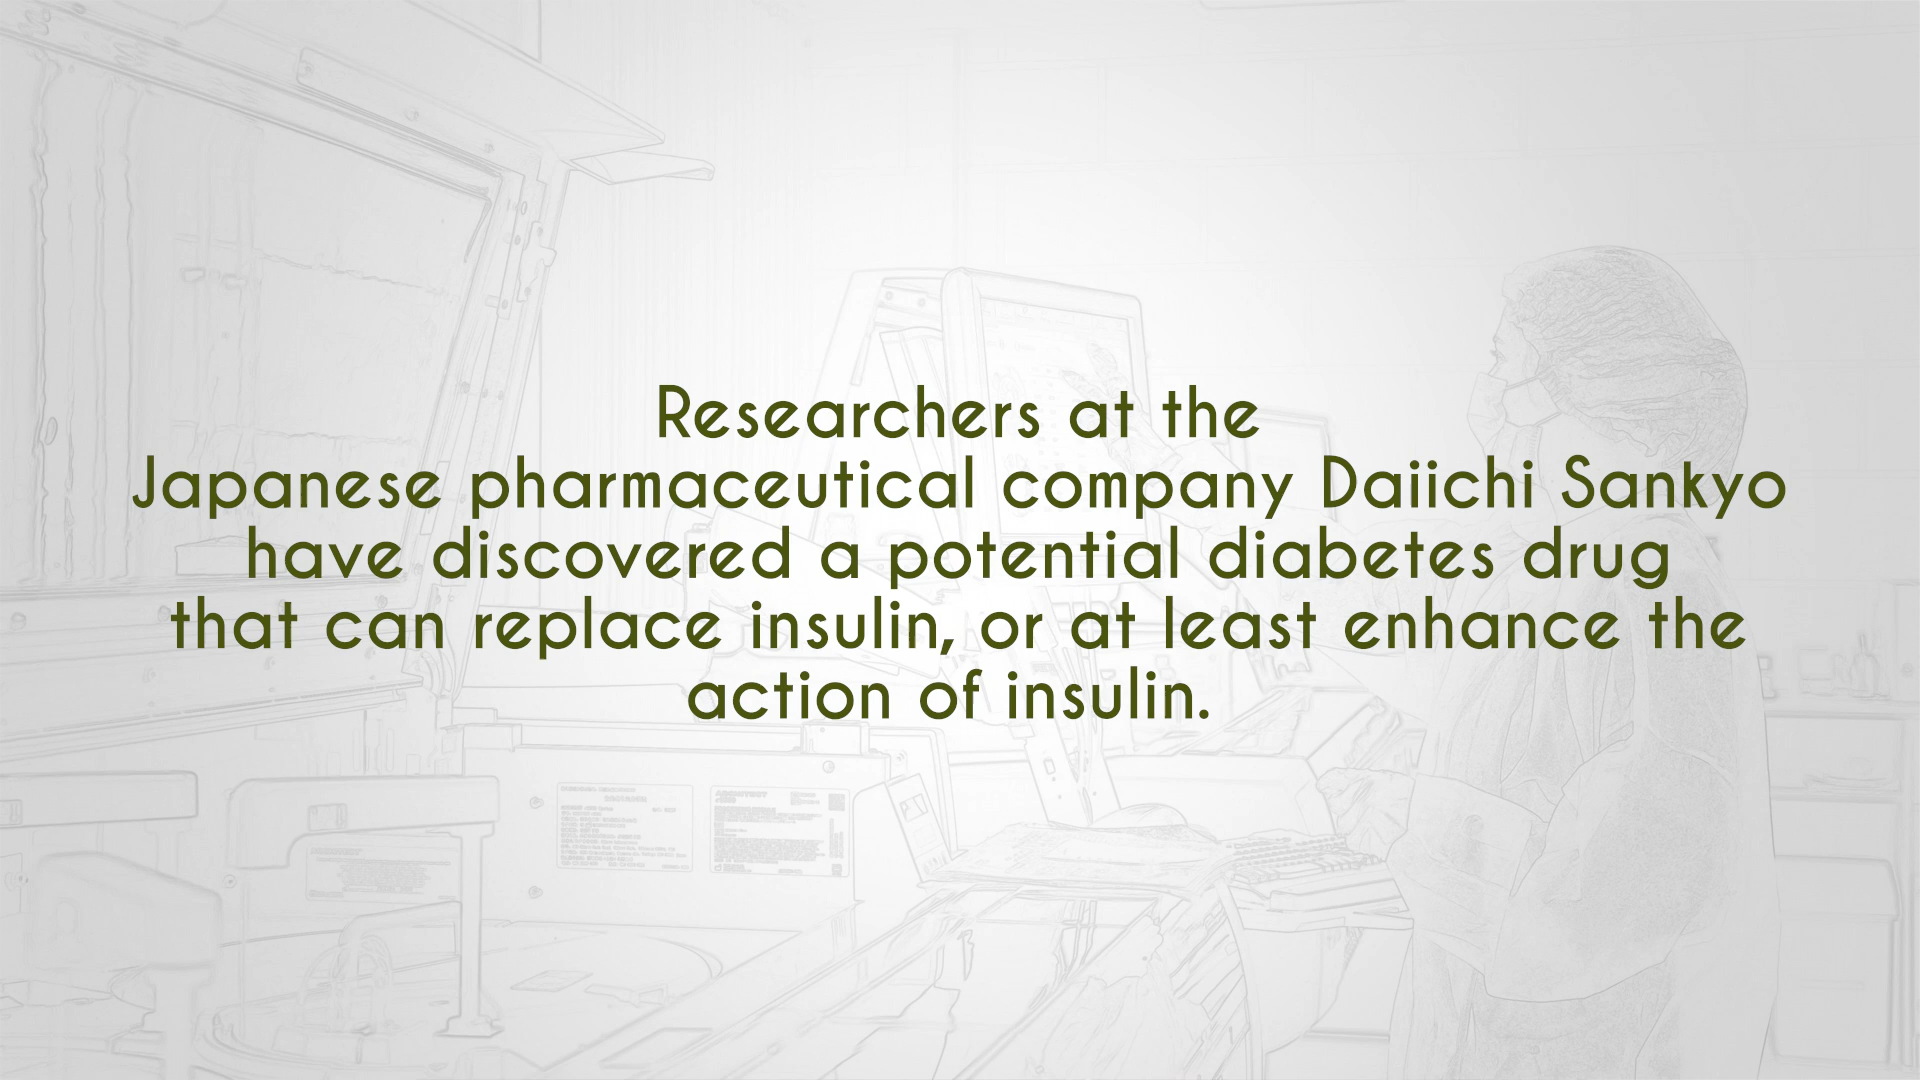 Researchers at the
Japanese pharmaceutical company Daiichi Sankyo
have discovered a potential diabetes drug
that can replace insulin, or at least enhance the
action of insulin.